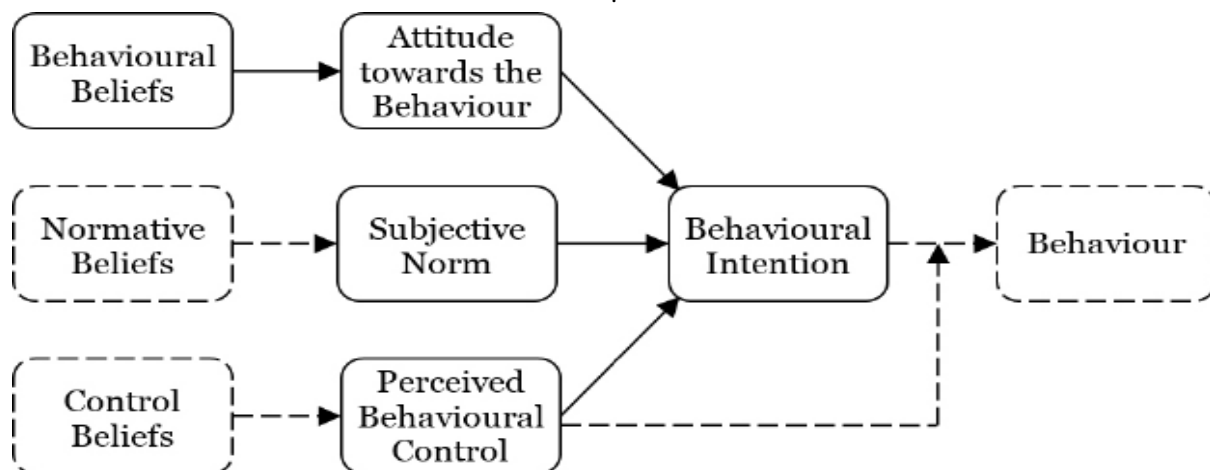 Behavioural
Beliefs
Attitude
towards the
Behaviour
Normative
Beliefs
Subjective
Norm
Behavioural
Intention
Behaviour
Control
Beliefs
Perceived
Behavioural
Control